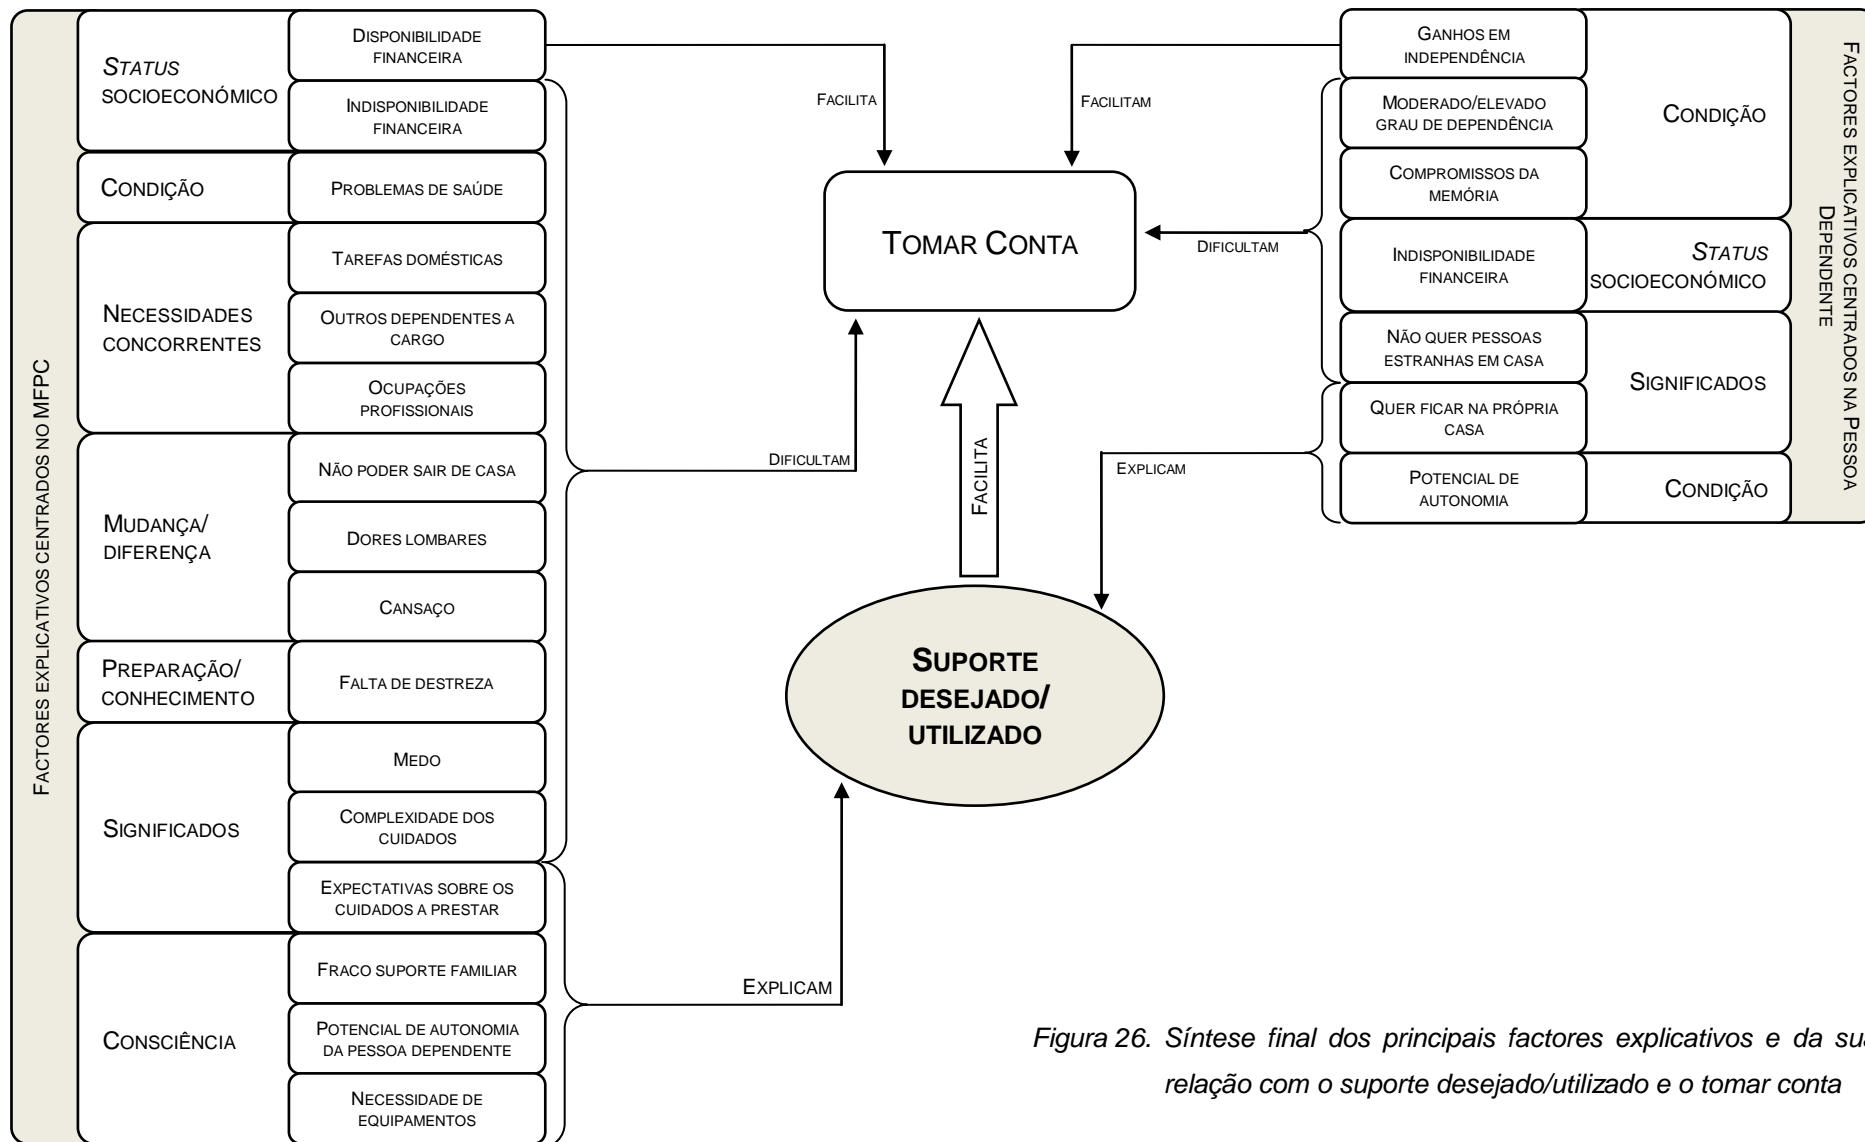 FACTORES EXPLICATIVOS CENTRADOS NO MFPC
STATUS
SOCIOECONÓMICO
DISPONIBILIDADE
FINANCEIRA
INDISPONIBILIDADE
FINANCEIRA
CONDIÇÃO
PROBLEMAS DE SAÚDE
NECESSIDADES
CONCORRENTES
TAREFAS DOMÉSTICAS
OUTROS DEPENDENTES A
CARGO
OCUPAÇÕES
PROFISSIONAIS
MUDANÇA/
DIFERENÇA
NÃO PODER SAIR DE CASA
DORES LOMBARES
CANSAÇO
PREPARAÇÃO/
CONHECIMENTO
FALTA DE DESTREZA
SIGNIFICADOS
MEDO
COMPLEXIDADE DOS
CUIDADOS
EXPECTATIVAS SOBRE OS
CUIDADOS A PRESTAR
CONSCIÊNCIA
FRACO SUPORTE FAMILIAR
POTENCIAL DE AUTONOMIA
DA PESSOA DEPENDENTE
NECESSIDADE DE
EQUIPAMENTOS
FACILITA
DIFICULTAM
EXPLICAM
TOMAR CONTA
FACILITA
SUPORTE
DESEJADO/
UTILIZADO
FACILITAM
DIFICULTAM
EXPLICAM
GANHOS EM
INDEPENDÊNCIA
MODERADO/ELEVADO
GRAU DE DEPENDÊNCIA
COMPROMISSOS DA
MEMÓRIA
CONDIÇÃO
INDISPONIBILIDADE
FINANCEIRA
STATUS
SOCIOECONÓMICO
NÃO QUER PESSOAS
ESTRANHAS EM CASA
QUER FICAR NA PRÓPRIA
CASA
SIGNIFICADOS
POTENCIAL DE
AUTONOMIA
CONDIÇÃO
FACTORES EXPLICATIVOS CENTRADOS NA PESSOA
DEPENDENTE
Figura 26. Síntese final dos principais factores explicativos e da sua
relação com o suporte desejado/utilizado e o tomar conta